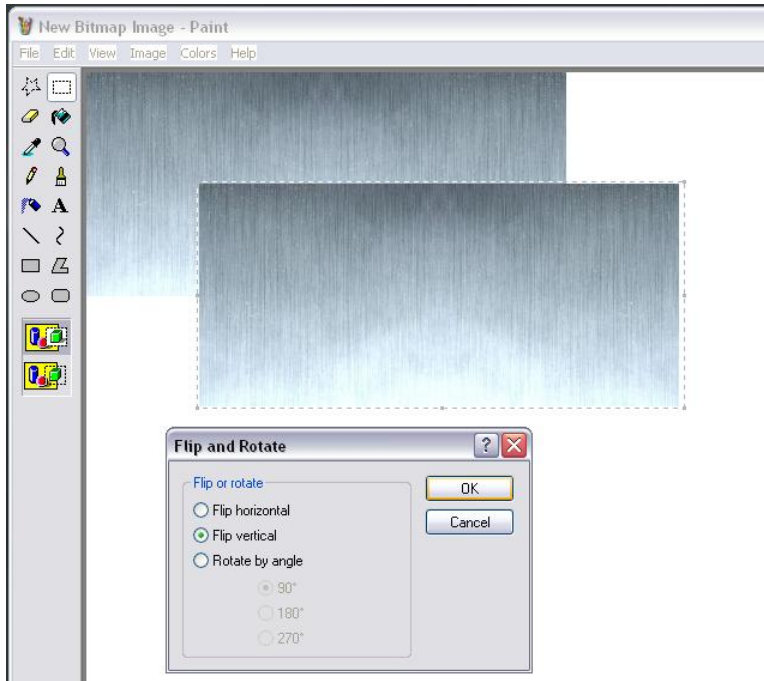 New Bitmap Image - Paint
File Edit View Image Colors Help
A
Flip and Rotate
?
Flip or rotate
Flip horizontal
Flip vertical
Rotate by angle
90°
180°
270°
OK
Cancel